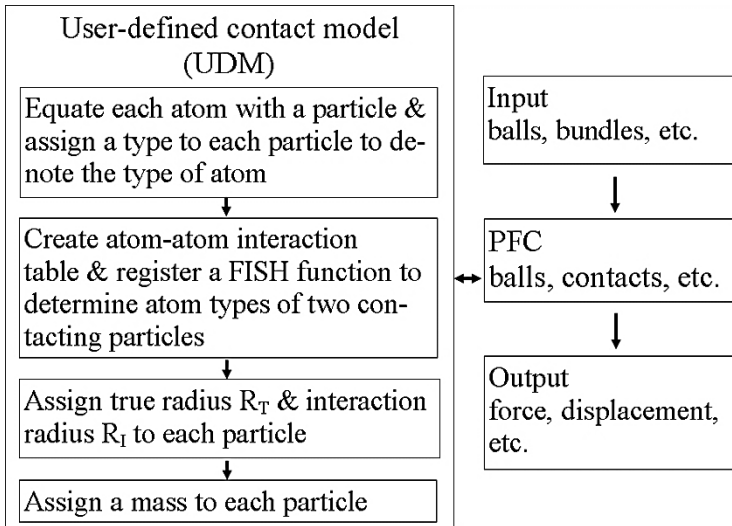 User-defined contact model
(UDM)
Equate each atom with a particle &
assign a type to each particle to de-
note the type of atom
Create atom-atom interaction
table & register a FISH function to
determine atom types of two con-
tacting particles
Assign true radius R_T & interaction
radius R_I to each particle
Assign a mass to each particle
Input
balls, bundles, etc.
PFC
balls, contacts, etc.
Output
force, displacement,
etc.